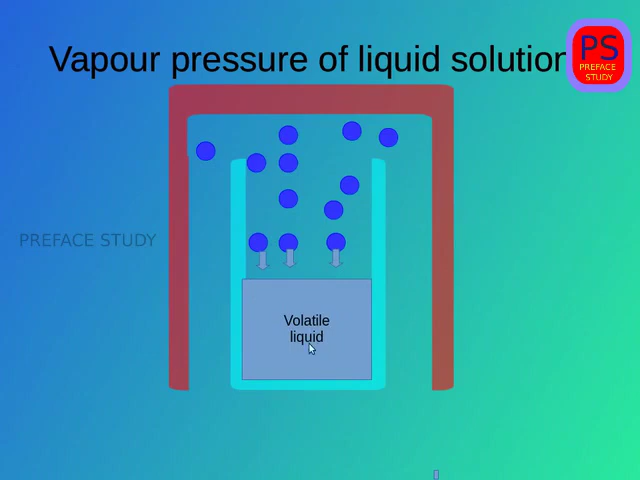 Vapour pressure of liquid solution
PS
PREFACE
STUDY
PREFACE STUDY
Volatile
liquid